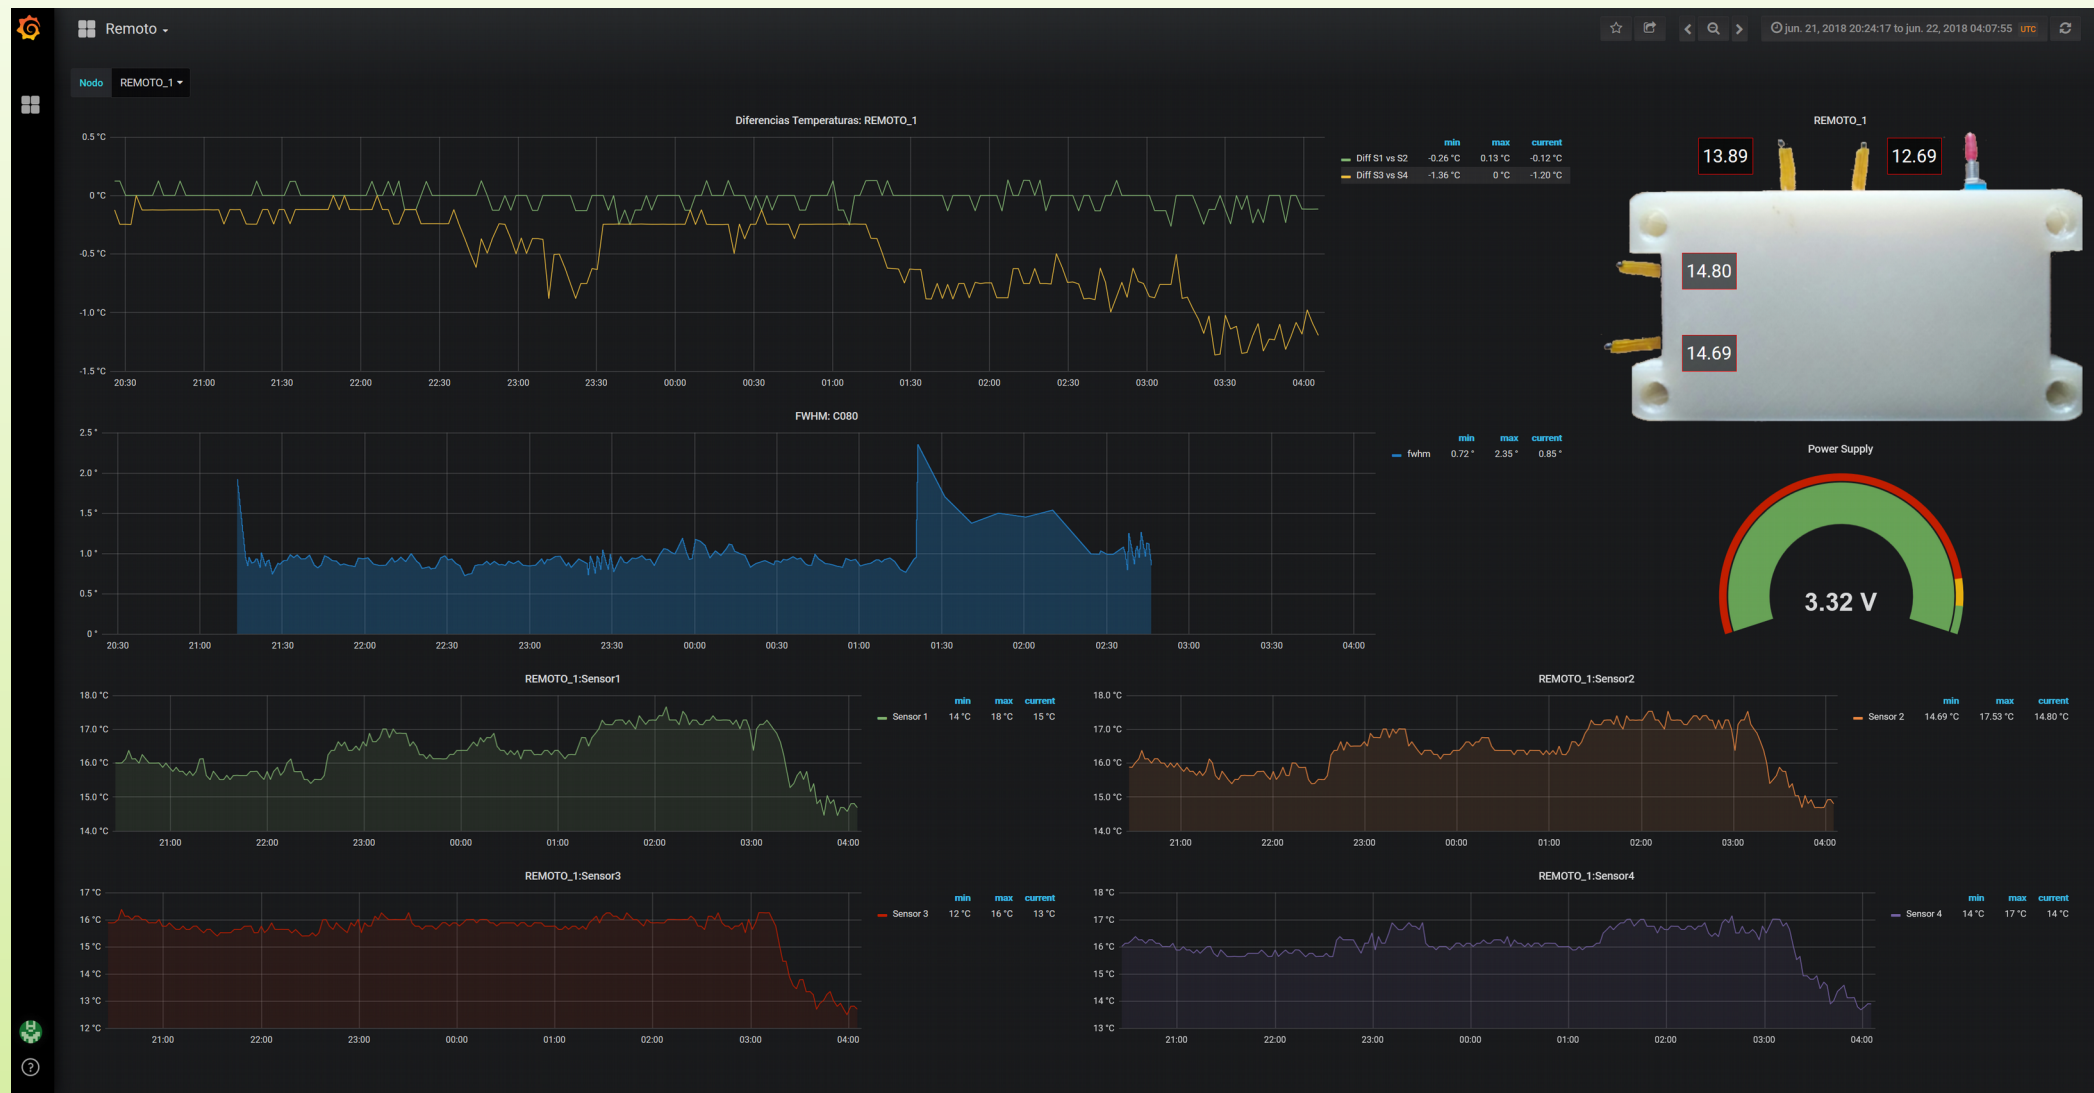 Remoto
jun. 21, 2018 20:24:17 to jun. 22, 2018 04:07:55 UTC
Nodo REMOTO_1
Diferencias Temperaturas: REMOTO_1
0.5 °C
0 °C
-0.5 °C
-1.0 °C
-1.5 °C
20:30 21:00 21:30 22:00 22:30 23:00 23:30 00:00 00:30 01:00 01:30 02:00 02:30 03:00 03:30 04:00
min max current
Diff S1 vs S2 -0.26 °C 0.13 °C -0.12 °C
Diff S3 vs S4 -1.36 °C 0 °C -1.20 °C
REMOTO_1
13.89
12.69
14.80
14.69
FWHM: C080
2.5 °
2.0 °
1.5 °
1.0 °
0.5 °
0 °
20:30 21:00 21:30 22:00 22:30 23:00 23:30 00:00 00:30 01:00 01:30 02:00 02:30 03:00 03:30 04:00
min max current
fwhm 0.72 ° 2.35 ° 0.85 °
Power Supply
3.32 V
REMOTO_1:Sensor1
18.0 °C
17.0 °C
16.0 °C
15.0 °C
14.0 °C
21:00 22:00 23:00 00:00 01:00 02:00 03:00 04:00
min max current
Sensor 1 14 °C 18 °C 15 °C
REMOTO_1:Sensor2
18.0 °C
17.0 °C
16.0 °C
15.0 °C
14.0 °C
21:00 22:00 23:00 00:00 01:00 02:00 03:00 04:00
min max current
Sensor 2 14.69 °C 17.53 °C 14.80 °C
REMOTO_1:Sensor3
17 °C
16 °C
15 °C
14 °C
13 °C
12 °C
21:00 22:00 23:00 00:00 01:00 02:00 03:00 04:00
min max current
Sensor 3 12 °C 16 °C 13 °C
REMOTO_1:Sensor4
18 °C
17 °C
16 °C
15 °C
14 °C
13 °C
21:00 22:00 23:00 00:00 01:00 02:00 03:00 04:00
min max current
Sensor 4 14 °C 17 °C 14 °C